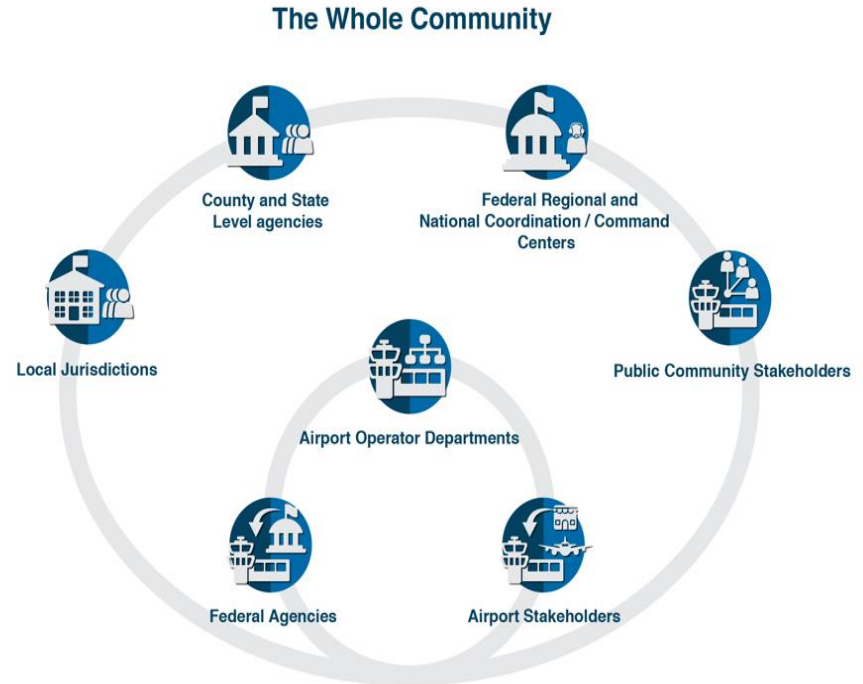 The Whole Community
County and State
Level agencies
Federal Regional and
National Coordination / Command
Centers
Local Jurisdictions
Public Community Stakeholders
Airport Operator Departments
Federal Agencies
Airport Stakeholders